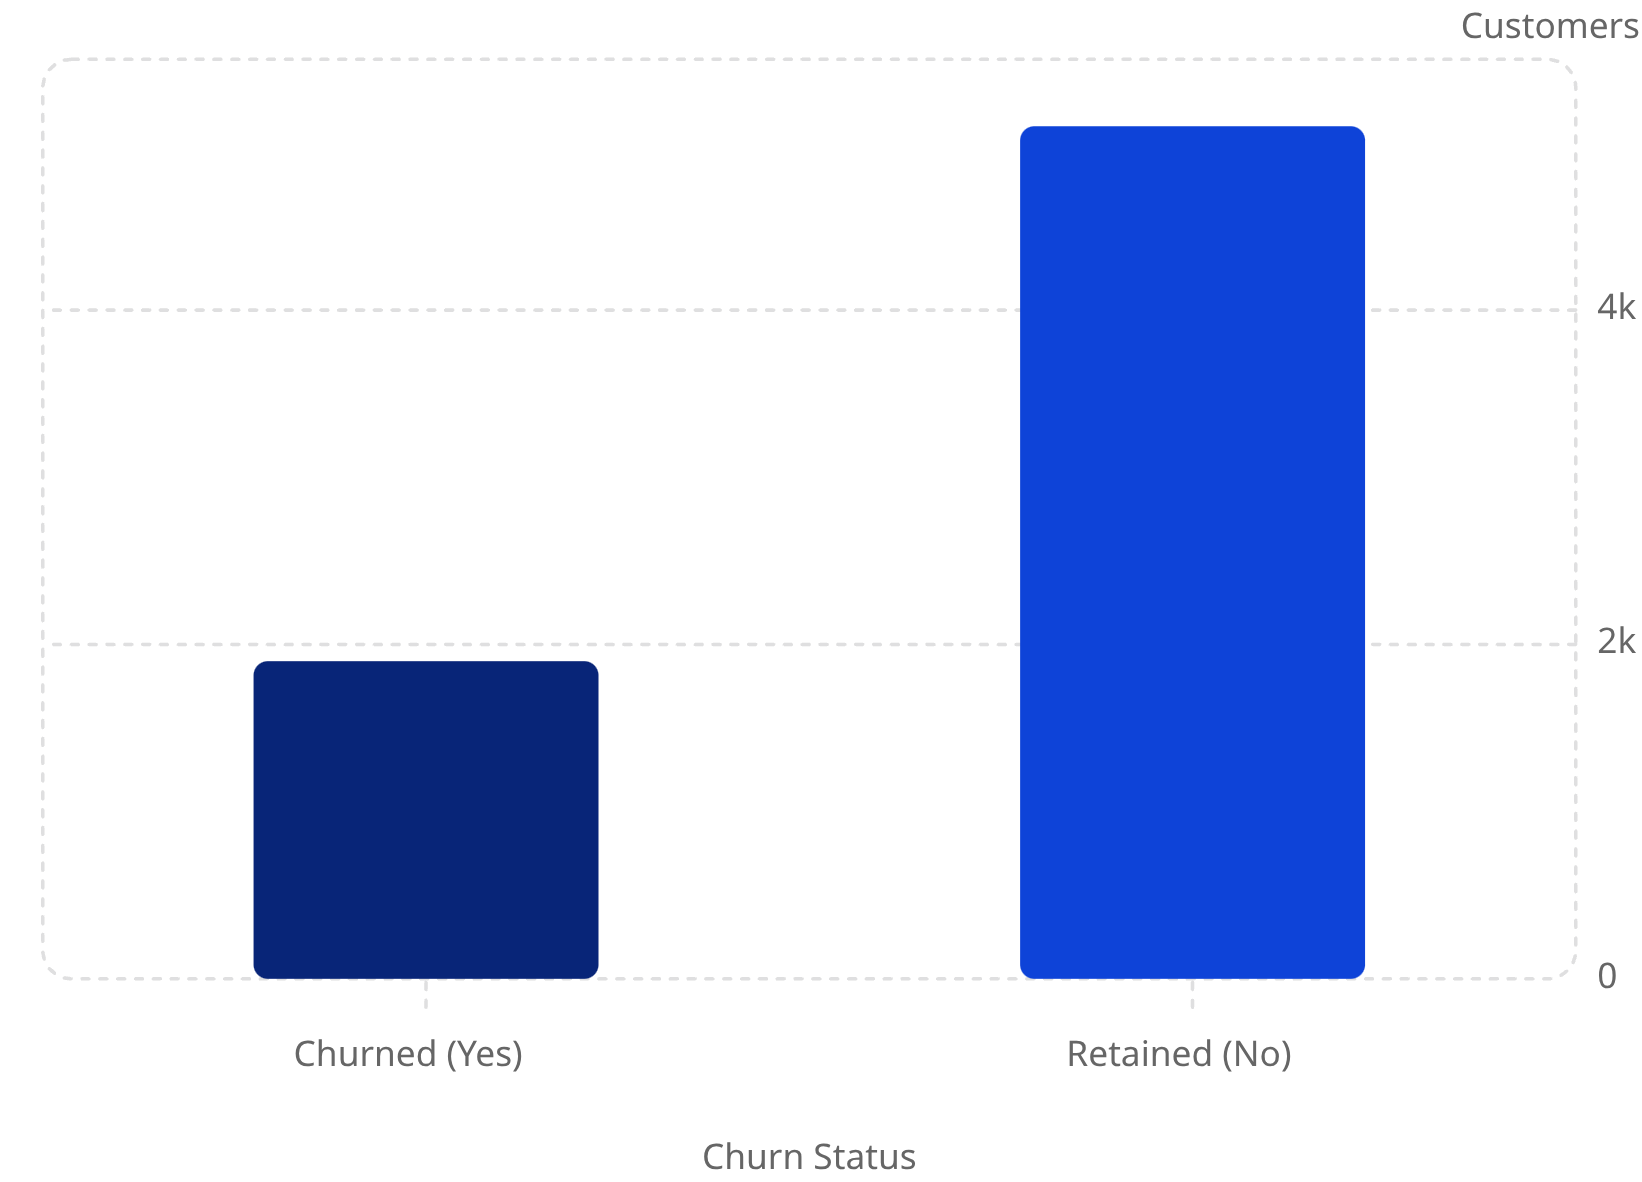 Customers
4k
2k
0
Churned (Yes)
Retained (No)
Churn Status